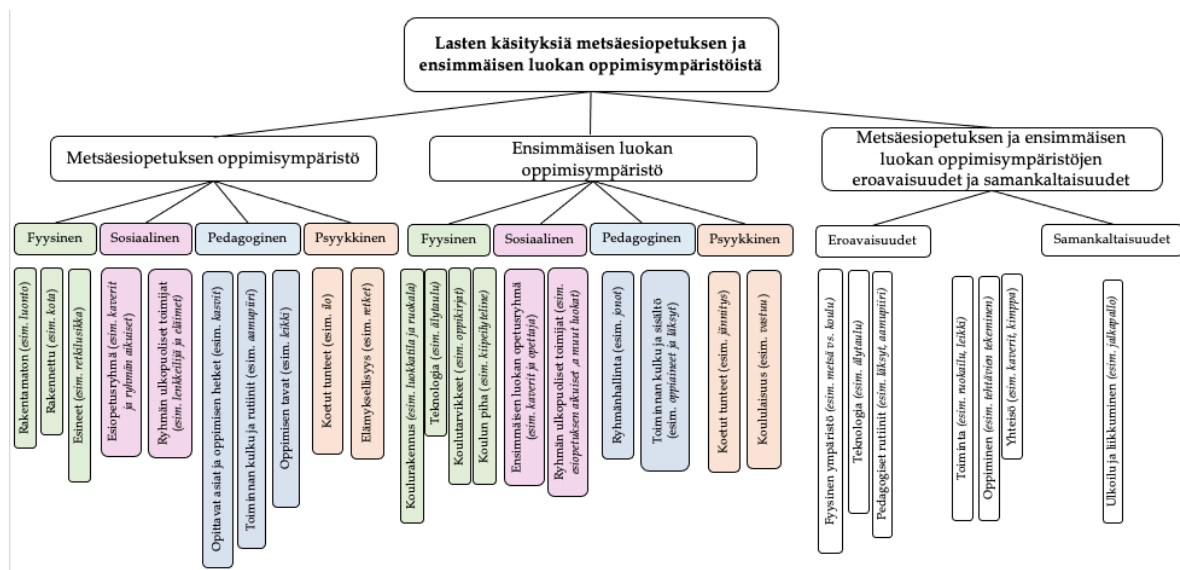 Lasten käsityksiä metsäesiopetuksen ja
ensimmäisen luokan oppimisympäristöistä
Metsäesiopetuksen oppimisympäristö
Ensimmäisen luokan
oppimisympäristö
Metsäesiopetuksen ja ensimmäisen
luokan oppimisympäristöjen
eroavaisuudet ja samankaltaisuudet
Fyysinen
Sosiaalinen
Pedagoginen
Psyykkinen
Fyysinen
Sosiaalinen
Pedagoginen
Psyykkinen
Eroavaisuudet
Samankaltaisuudet
Rakentamaton (esim. luonto)
Rakennettu (esim. kota)
Esineet (esim. retkilusikka)
Esiopetusryhmä (esim. kaverit
ja ryhmän aikuiset)
Ryhmän ulkopuoliset toimijat
(esim. lenkkeilijä ja eläimet)
Opittavat asiat ja oppimisen hetket (esim. kasvit)
Toiminnan kulku ja rutiinit (esim. aamupiiri)
Oppimisen tavat (esim. leikki)
Koetut tunteet (esim. ilo)
Elämyksellisyys (esim. retket)
Koulurakennus (esim. luokkatila ja ruokala)
Teknologia (esim. älytaulu)
Koulutarvikkeet (esim. oppikirjat)
Koulun piha (esim. kiipeilyteline)
Ensimmäisen luokan opetusryhmä
(esim. kaverit ja opettaja)
Ryhmän ulkopuoliset toimijat (esim.
esiopetuksen aikuiset ,a muut luokat)
Ryhmänhallinta (esim. jonot)
Toiminnan kulku ja sisältö
(esim. oppiaineet ja läksyt)
Koetut tunteet (esim. jännitys)
Koululaisuus (esim. vastuu)
Fyysinen ympäristö (esim. metsä vs. koulu)
Teknologia (esim. älytaulu)
Pedagogiset rutiinit (esim. läksyt, aamupiiri)
Toiminta (esim. ruokailu, leikki)
Oppiminen (esim. tehtävien tekeminen)
Yhteisö (esim. kaverit, kimppa)
Ulkoilu ja liikkuminen (esim. jalkapallo)